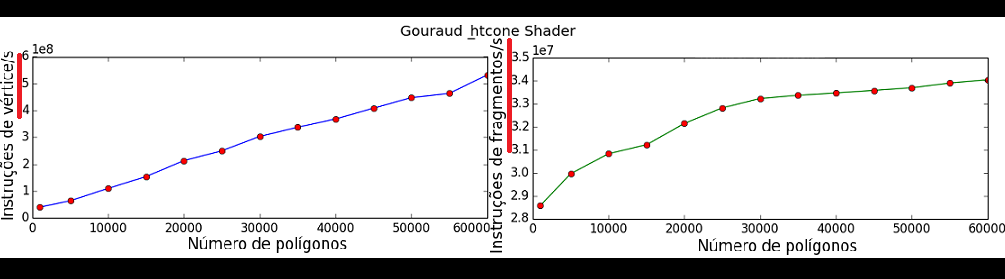 Gouraud_htcone Shader
1e8
Instruções de vértice/s
6
5
4
3
2
1
0
0 10000 20000 30000 40000 50000 60000
Número de polígonos
1e7
Instruções de fragmentos/s
3.5
3.4
3.3
3.2
3.1
3.0
2.9
2.8
0 10000 20000 30000 40000 50000 60000
Número de polígonos